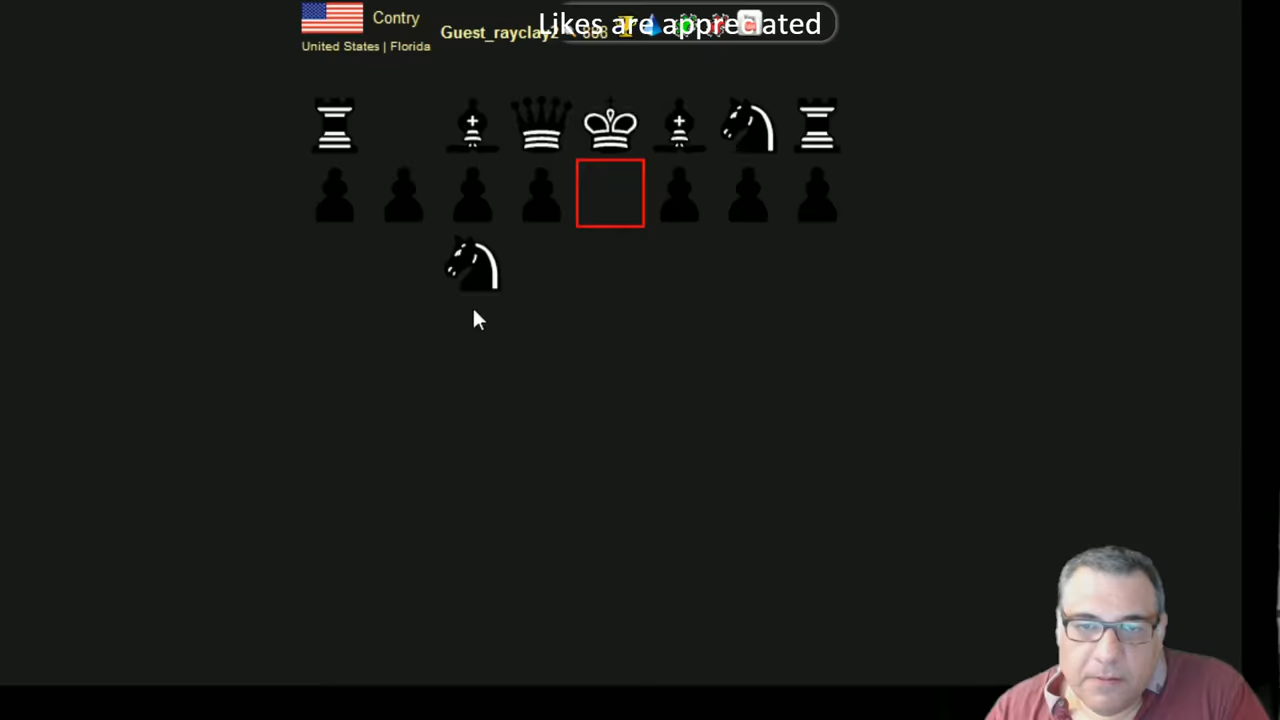 Likes are appreciated
Contry
Guest_rayclay2
United States | Florida